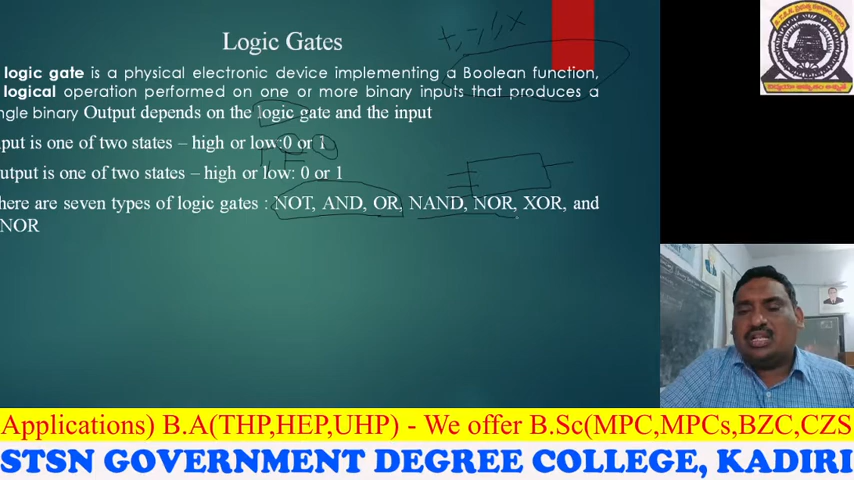 Logic Gates
+, -, /, x
logic gate is a physical electronic device implementing a Boolean function,
logical operation performed on one or more binary inputs that produces a
ngle binary Output depends on the logic gate and the input
nput is one of two states – high or low:0 or 1
utput is one of two states – high or low: 0 or 1
here are seven types of logic gates : NOT, AND, OR, NAND, NOR, XOR, and
NOR
Applications) B.A(THP,HEP,UHP) - We offer B.Sc(MPC,MPCs,BZC,CZS
STSN GOVERNMENT DEGREE COLLEGE, KADIRI